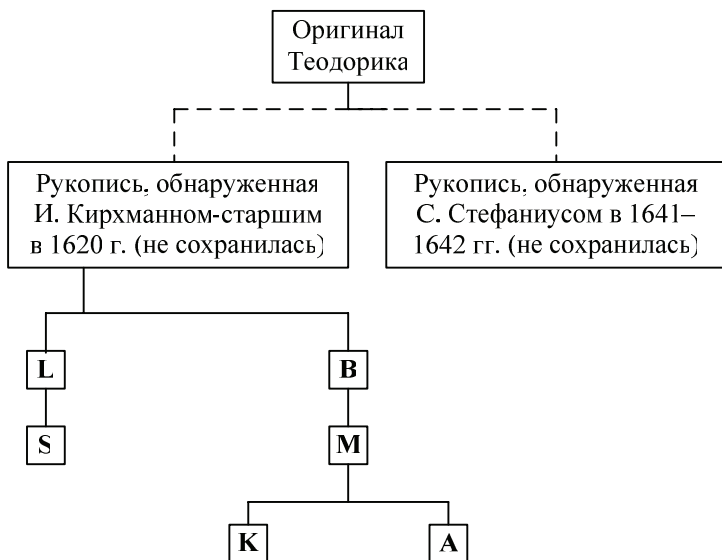 Оригинал
Теодорика
Рукопись, обнаруженная
И. Кирхманном-старшим
в 1620 г. (не сохранилась)
Рукопись, обнаруженная
С. Стефаниусом в 1641–
1642 гг. (не сохранилась)
L
B
S
M
K
A